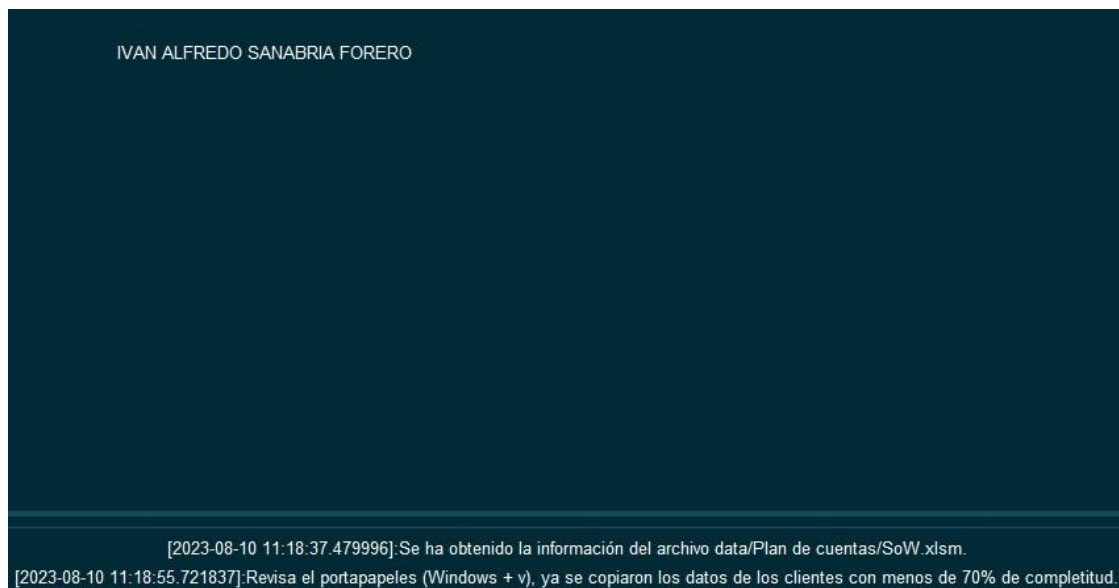 IVAN ALFREDO SANABRIA FORERO
[2023-08-10 11:18:37.479996]:Se ha obtenido la información del archivo data/Plan de cuentas/SoW.xlsm.
[2023-08-10 11:18:55.721837]:Revisa el portapapeles (Windows + v), ya se copiaron los datos de los clientes con menos de 70% de completitud